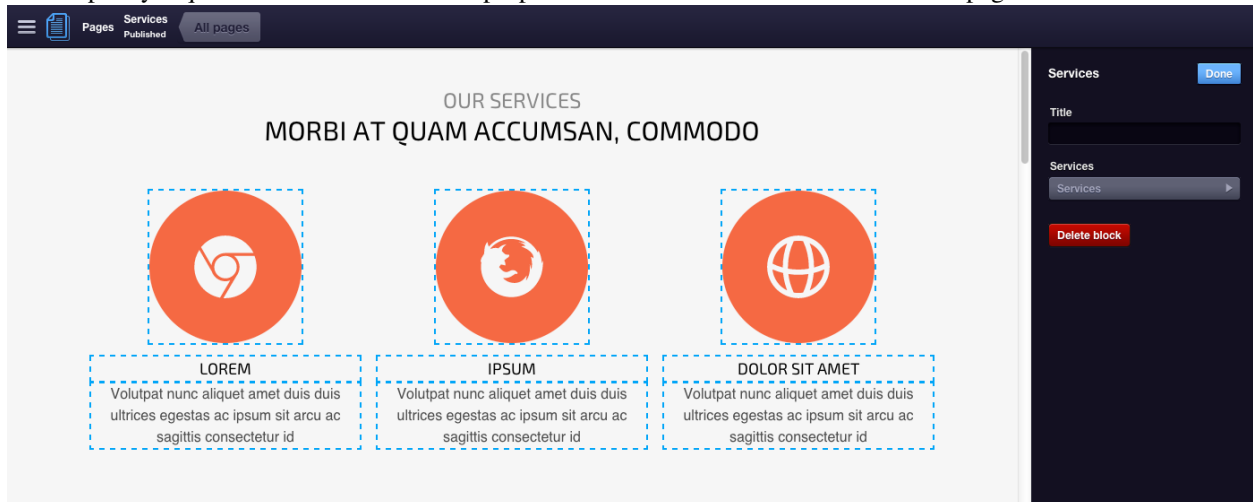 Pages
Services
Published
All pages
OUR SERVICES
MORBI AT QUAM ACCUMSAN, COMMODO
LOREM
Volutpat nunc aliquet amet duis duis
ultrices egestas ac ipsum sit arcu ac
sagittis consectetur id
IPSUM
Volutpat nunc aliquet amet duis duis
ultrices egestas ac ipsum sit arcu ac
sagittis consectetur id
DOLOR SIT AMET
Volutpat nunc aliquet amet duis duis
ultrices egestas ac ipsum sit arcu ac
sagittis consectetur id
Services
Done
Title
Services
Services
Delete block